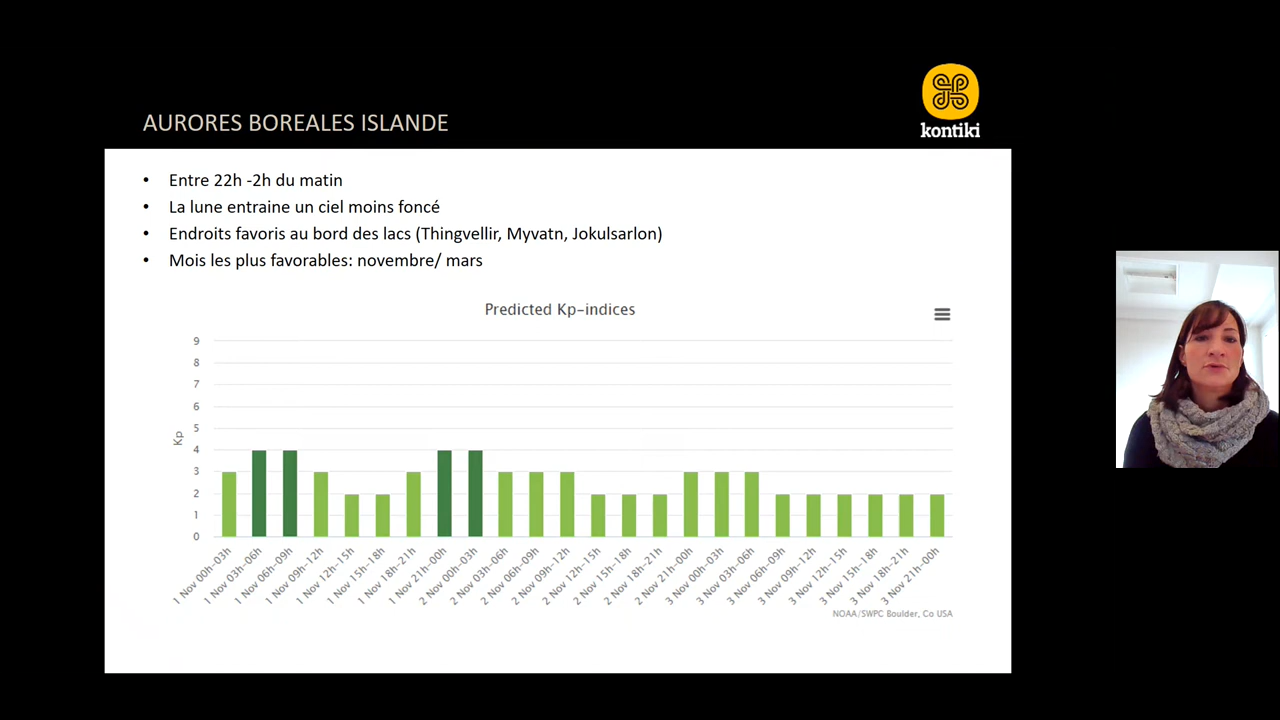 AURORES BOREALES ISLANDE
kontiki
• Entre 22h -2h du matin
• La lune entraine un ciel moins foncé
• Endroits favoris au bord des lacs (Thingvellir, Myvatn, Jokulsarlon)
• Mois les plus favorables: novembre/ mars
Predicted Kp-indices
9
8
7
6
5
4
3
2
1
0
Kp
1 Nov 00h-03h
1 Nov 03h-06h
1 Nov 06h-09h
1 Nov 09h-12h
1 Nov 12h-15h
1 Nov 15h-18h
1 Nov 18h-21h
1 Nov 21h-00h
2 Nov 00h-03h
2 Nov 03h-06h
2 Nov 06h-09h
2 Nov 09h-12h
2 Nov 12h-15h
2 Nov 15h-18h
2 Nov 18h-21h
2 Nov 21h-00h
3 Nov 00h-03h
3 Nov 03h-06h
3 Nov 06h-09h
3 Nov 09h-12h
3 Nov 12h-15h
3 Nov 15h-18h
3 Nov 18h-21h
3 Nov 21h-00h
NOAA/SWPC Boulder, Co USA